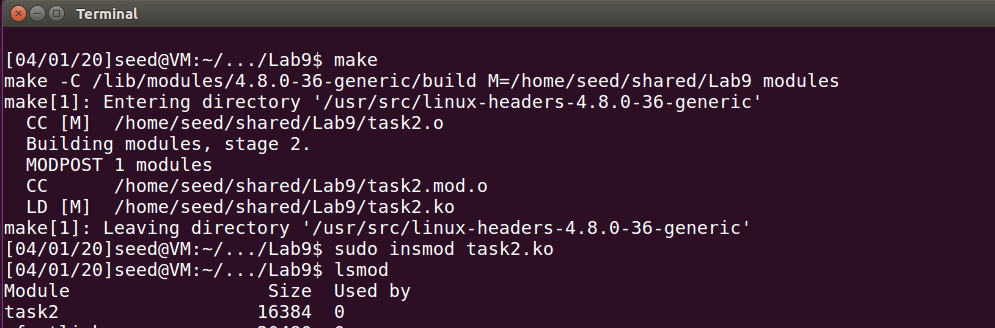 Terminal
[04/01/20]seed@VM:~/.../Lab9$ make
make -C /lib/modules/4.8.0-36-generic/build M=/home/seed/shared/Lab9 modules
make[1]: Entering directory '/usr/src/linux-headers-4.8.0-36-generic'
  CC [M]  /home/seed/shared/Lab9/task2.o
  Building modules, stage 2.
  MODPOST 1 modules
  CC      /home/seed/shared/Lab9/task2.mod.o
  LD [M]  /home/seed/shared/Lab9/task2.ko
make[1]: Leaving directory '/usr/src/linux-headers-4.8.0-36-generic'
[04/01/20]seed@VM:~/.../Lab9$ sudo insmod task2.ko
[04/01/20]seed@VM:~/.../Lab9$ lsmod
Module                  Size  Used by
task2                  16384  0